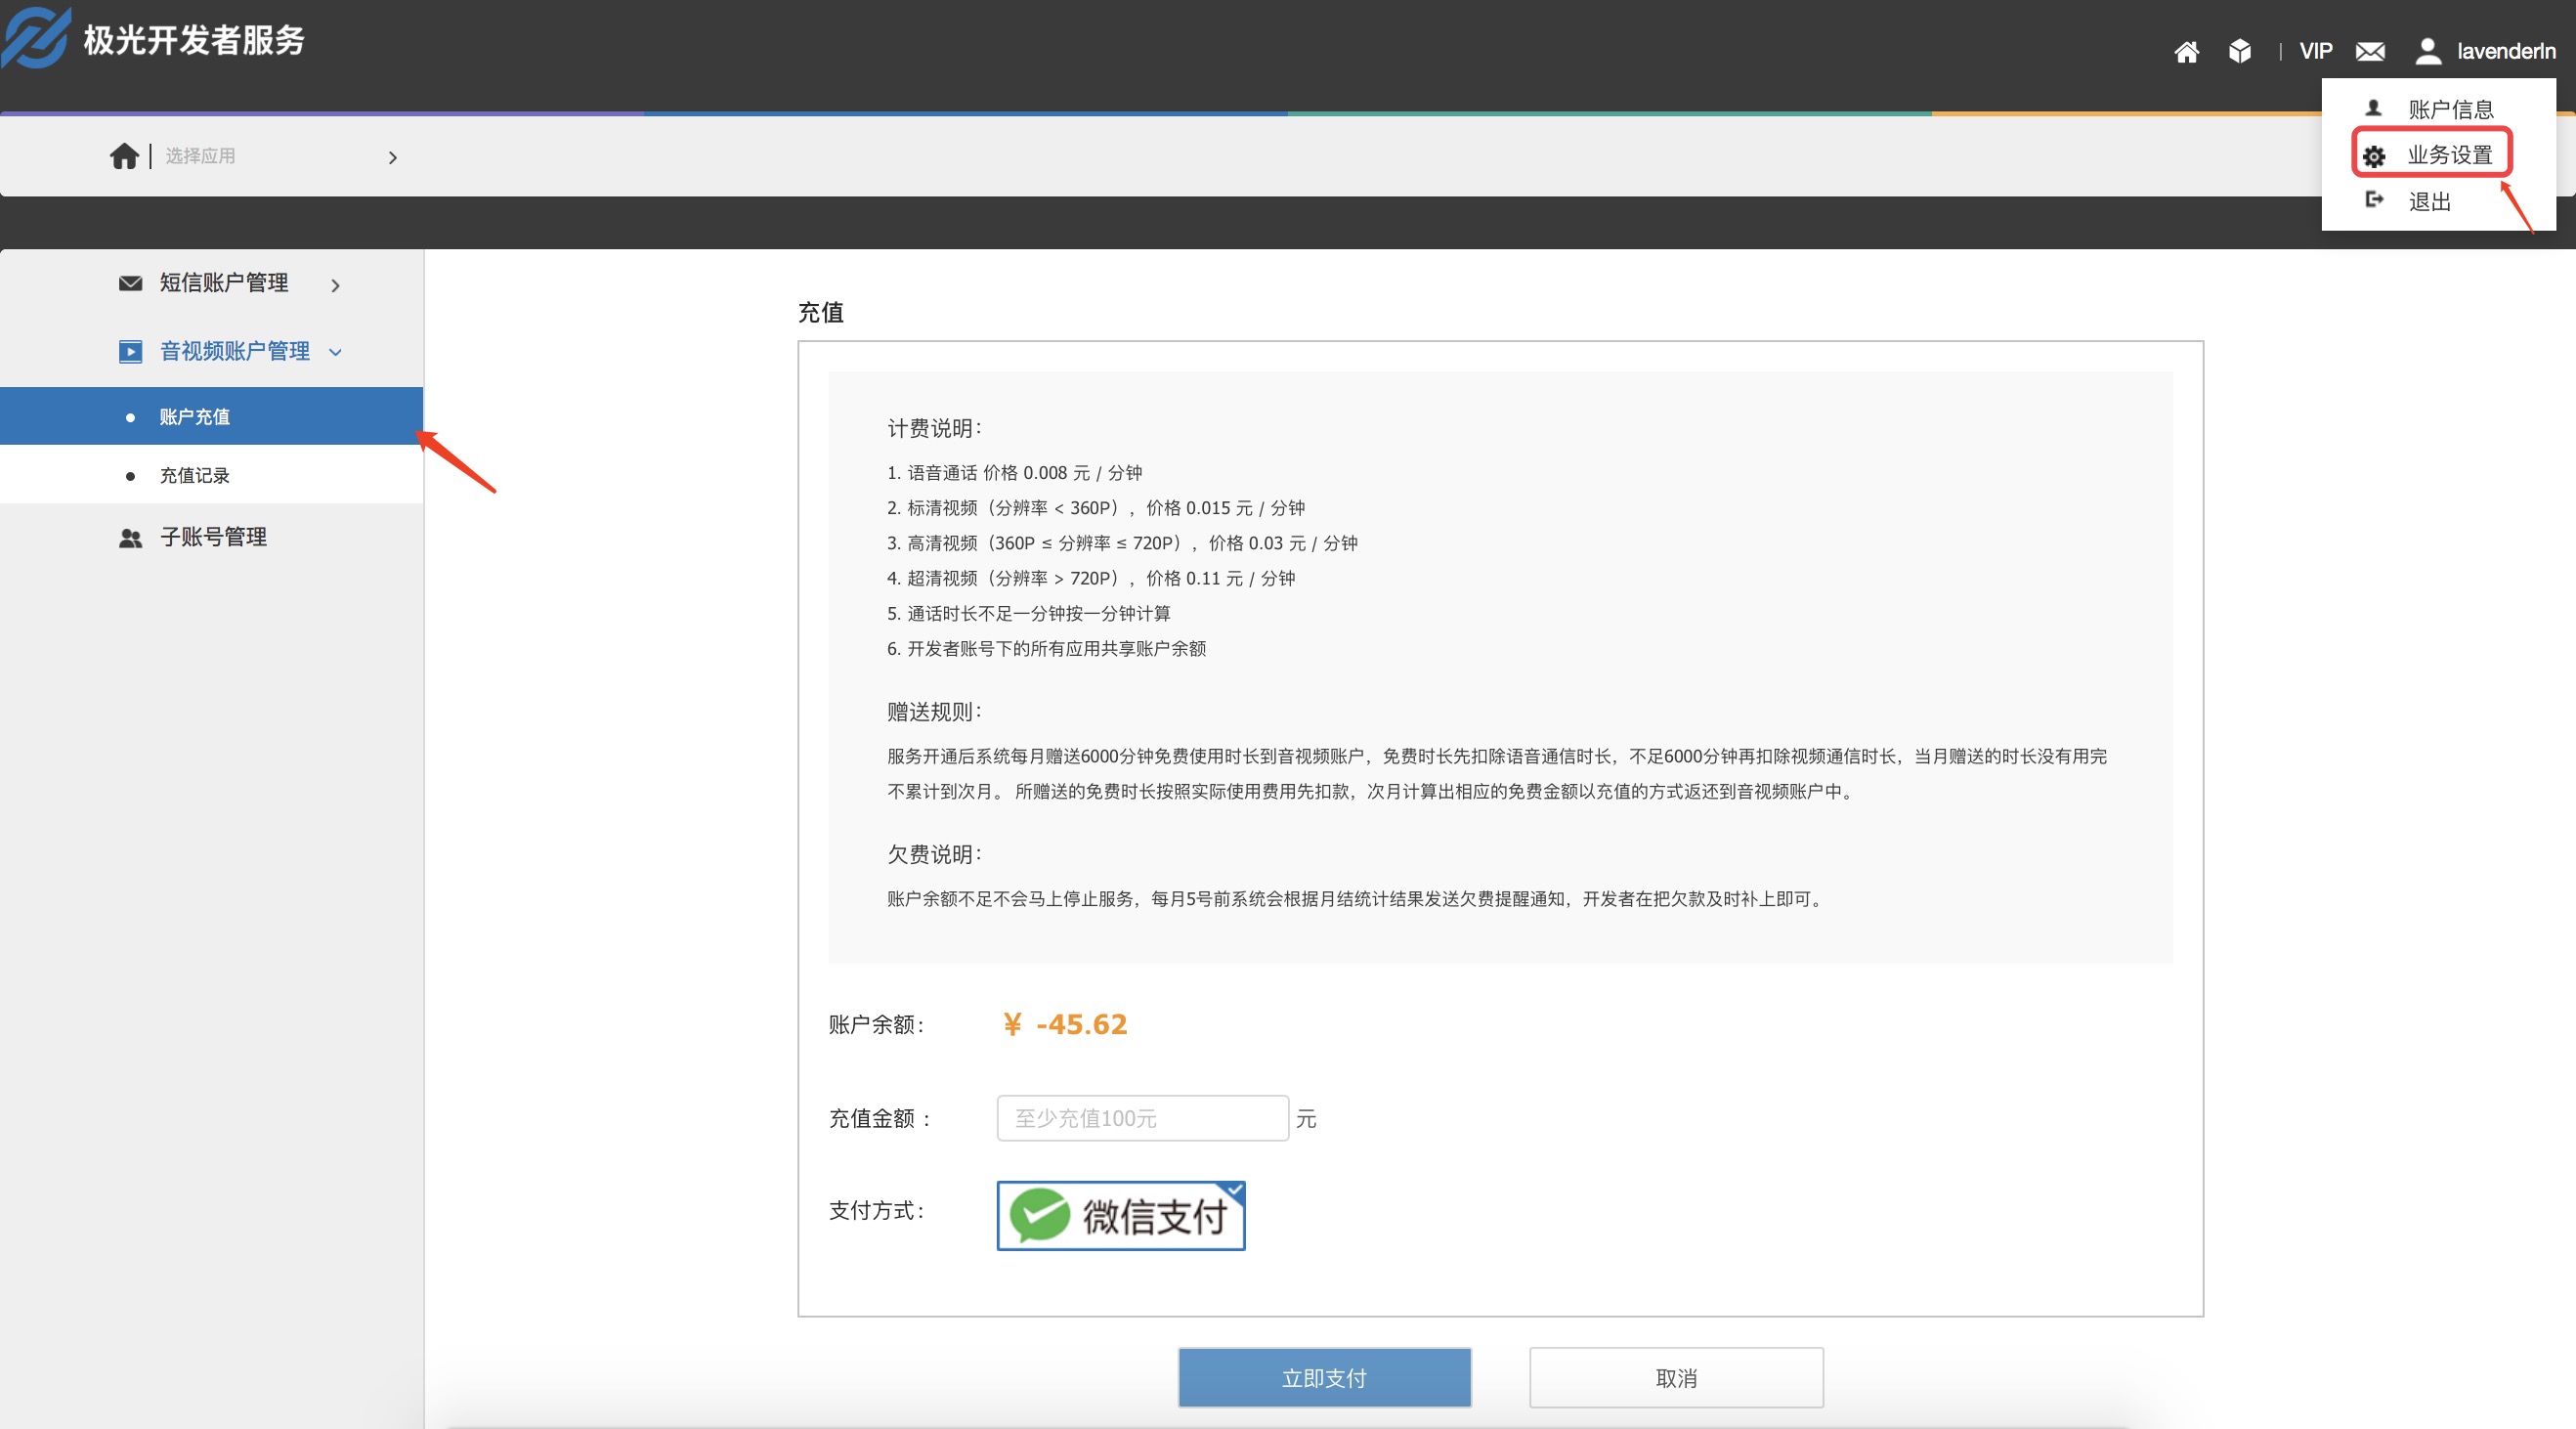 极光开发者服务
| VIP lavenderln
账户信息
业务设置
退出
选择应用
短信账户管理
音视频账户管理
账户充值
充值记录
子账号管理
充值
计费说明：
1. 语音通话 价格 0.008 元 / 分钟
2. 标清视频（分辨率 < 360P），价格 0.015 元 / 分钟
3. 高清视频（360P ≤ 分辨率 ≤ 720P），价格 0.03 元 / 分钟
4. 超清视频（分辨率 > 720P），价格 0.11 元 / 分钟
5. 通话时长不足一分钟按一分钟计算
6. 开发者账号下的所有应用共享账户余额
赠送规则：
服务开通后系统每月赠送6000分钟免费使用时长到音视频账户，免费时长先扣除语音通信时长，不足6000分钟再扣除视频通信时长，当月赠送的时长没有用完
不累计到次月。 所赠送的免费时长按照实际使用费用先扣款，次月计算出相应的免费金额以充值的方式返还到音视频账户中。
欠费说明：
账户余额不足不会马上停止服务，每月5号前系统会根据月结统计结果发送欠费提醒通知，开发者在把欠款及时补上即可。
账户余额： ¥ -45.62
充值金额 ： 至少充值100元 元
支付方式： 微信支付
立即支付 取消